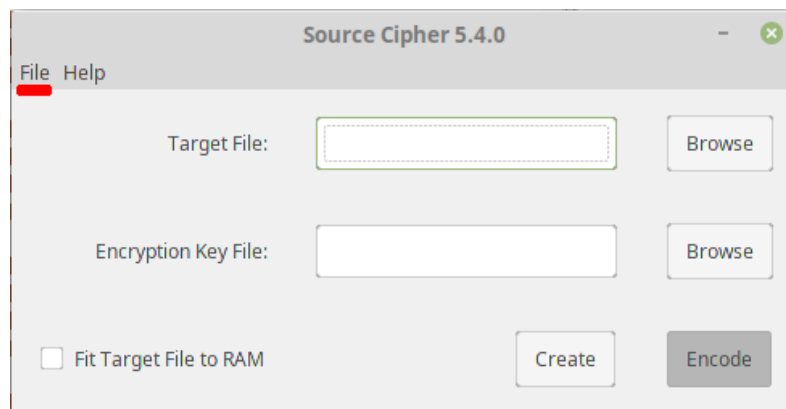 Source Cipher 5.4.0
File Help
Target File: Browse
Encryption Key File: Browse
Fit Target File to RAM Create Encode